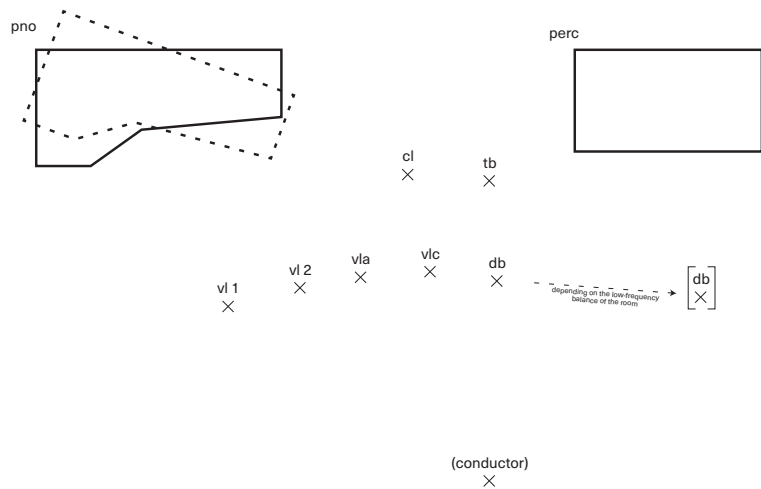 pno
perc
cl
tb
vl 1
vl 2
vla
vlc
db
depending on the low-frequency
balance of the room
db
(conductor)